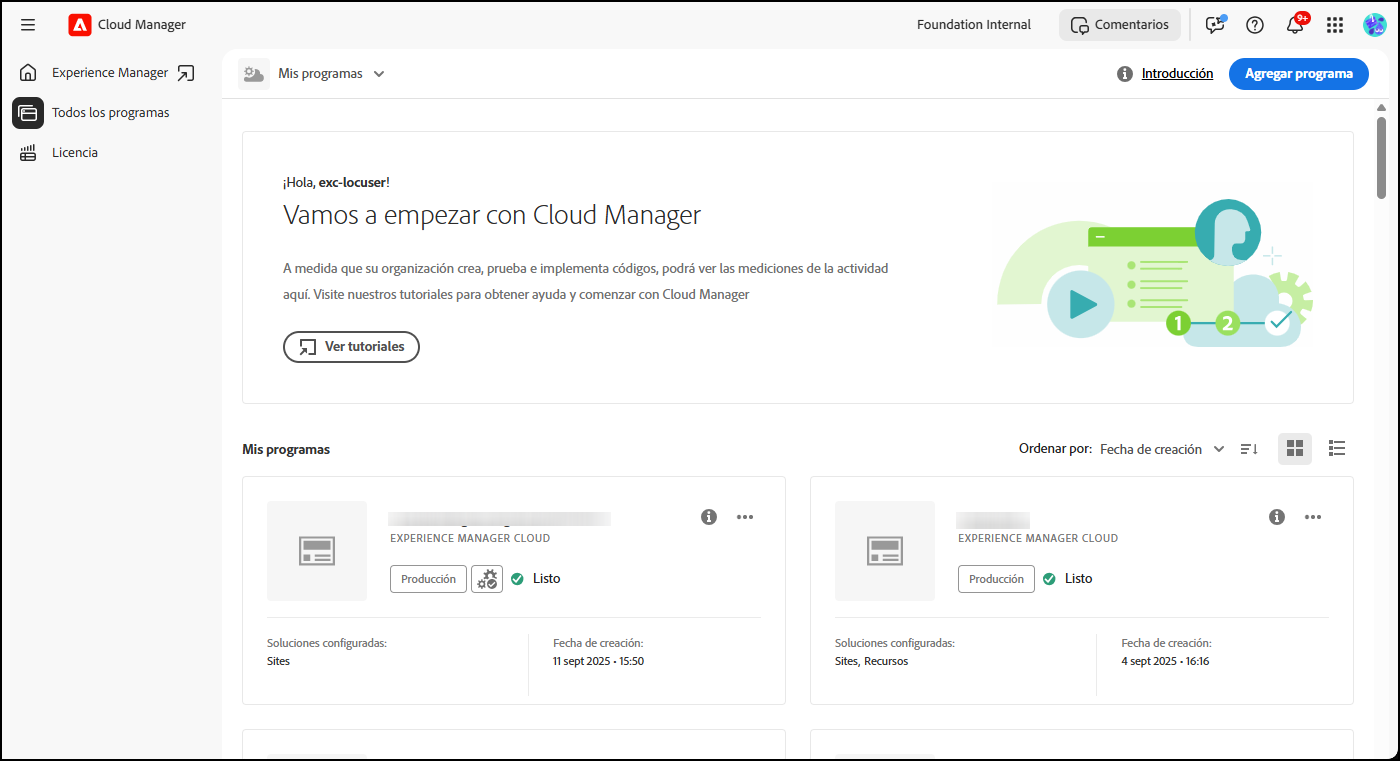 Cloud Manager
Foundation Internal
Comentarios
9+
Experience Manager
Todos los programas
Licencia
Mis programas
Introducción
Agregar programa
¡Hola, exc-locuser!
Vamos a empezar con Cloud Manager
A medida que su organización crea, prueba e implementa códigos, podrá ver las mediciones de la actividad
aquí. Visite nuestros tutoriales para obtener ayuda y comenzar con Cloud Manager
Ver tutoriales
1
2
Mis programas
Ordenar por: Fecha de creación
EXPERIENCE MANAGER CLOUD
Producción
Listo
Soluciones configuradas:
Sites
Fecha de creación:
11 sept 2025 • 15:50
EXPERIENCE MANAGER CLOUD
Producción
Listo
Soluciones configuradas:
Sites, Recursos
Fecha de creación:
4 sept 2025 • 16:16